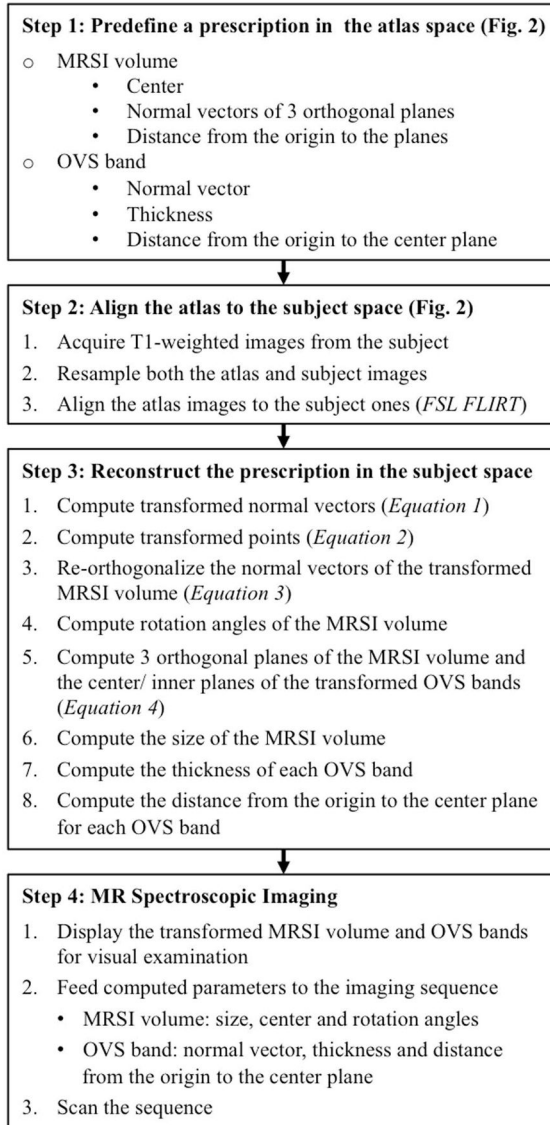 Step 1: Predefine a prescription in the atlas space (Fig. 2)
o MRSI volume
• Center
• Normal vectors of 3 orthogonal planes
• Distance from the origin to the planes
o OVS band
• Normal vector
• Thickness
• Distance from the origin to the center plane
Step 2: Align the atlas to the subject space (Fig. 2)
1. Acquire T1-weighted images from the subject
2. Resample both the atlas and subject images
3. Align the atlas images to the subject ones (FSL FLIRT)
Step 3: Reconstruct the prescription in the subject space
1. Compute transformed normal vectors (Equation 1)
2. Compute transformed points (Equation 2)
3. Re-orthogonalize the normal vectors of the transformed
MRSI volume (Equation 3)
4. Compute rotation angles of the MRSI volume
5. Compute 3 orthogonal planes of the MRSI volume and
the center/ inner planes of the transformed OVS bands
(Equation 4)
6. Compute the size of the MRSI volume
7. Compute the thickness of each OVS band
8. Compute the distance from the origin to the center plane
for each OVS band
Step 4: MR Spectroscopic Imaging
1. Display the transformed MRSI volume and OVS bands
for visual examination
2. Feed computed parameters to the imaging sequence
• MRSI volume: size, center and rotation angles
• OVS band: normal vector, thickness and distance
from the origin to the center plane
3. Scan the sequence